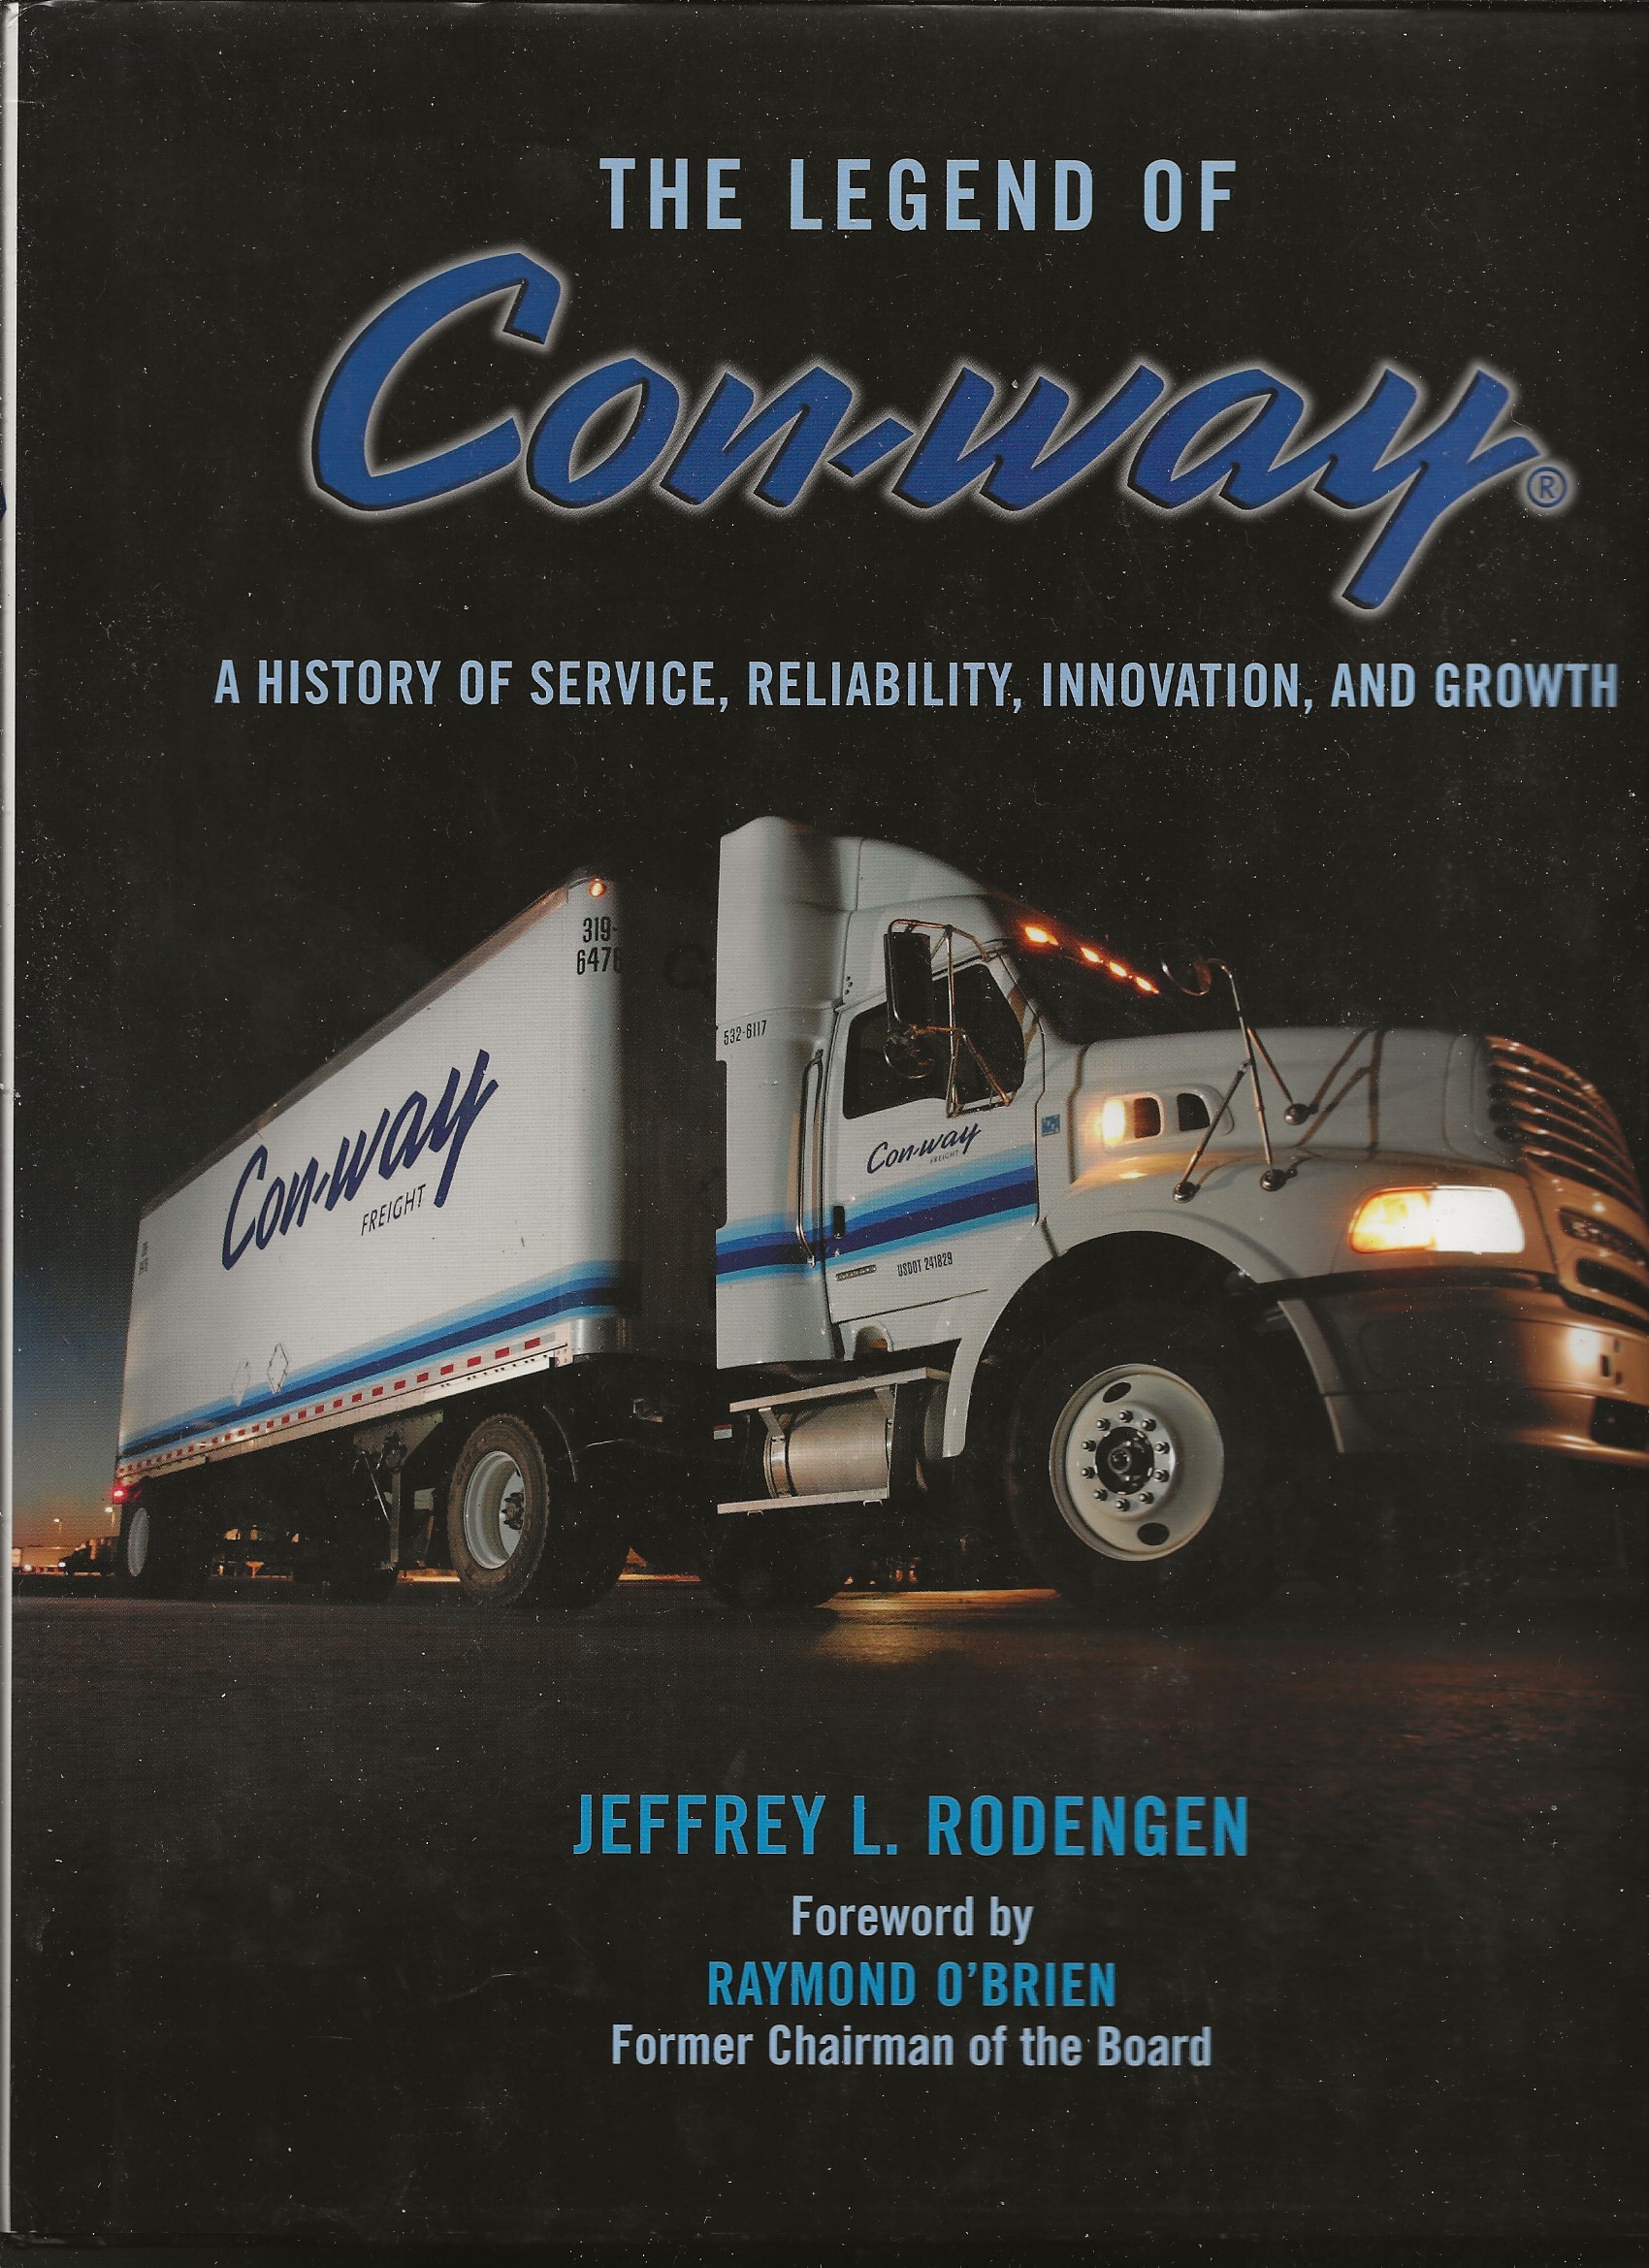 THE LEGEND OF
Con-way®
A HISTORY OF SERVICE, RELIABILITY, INNOVATION, AND GROWTH
319-
6476
532-6117
Con-way
FREIGHT
Con-way
FREIGHT
USDOT 241829
JEFFREY L. RODENGEN
Foreword by
RAYMOND O'BRIEN
Former Chairman of the Board